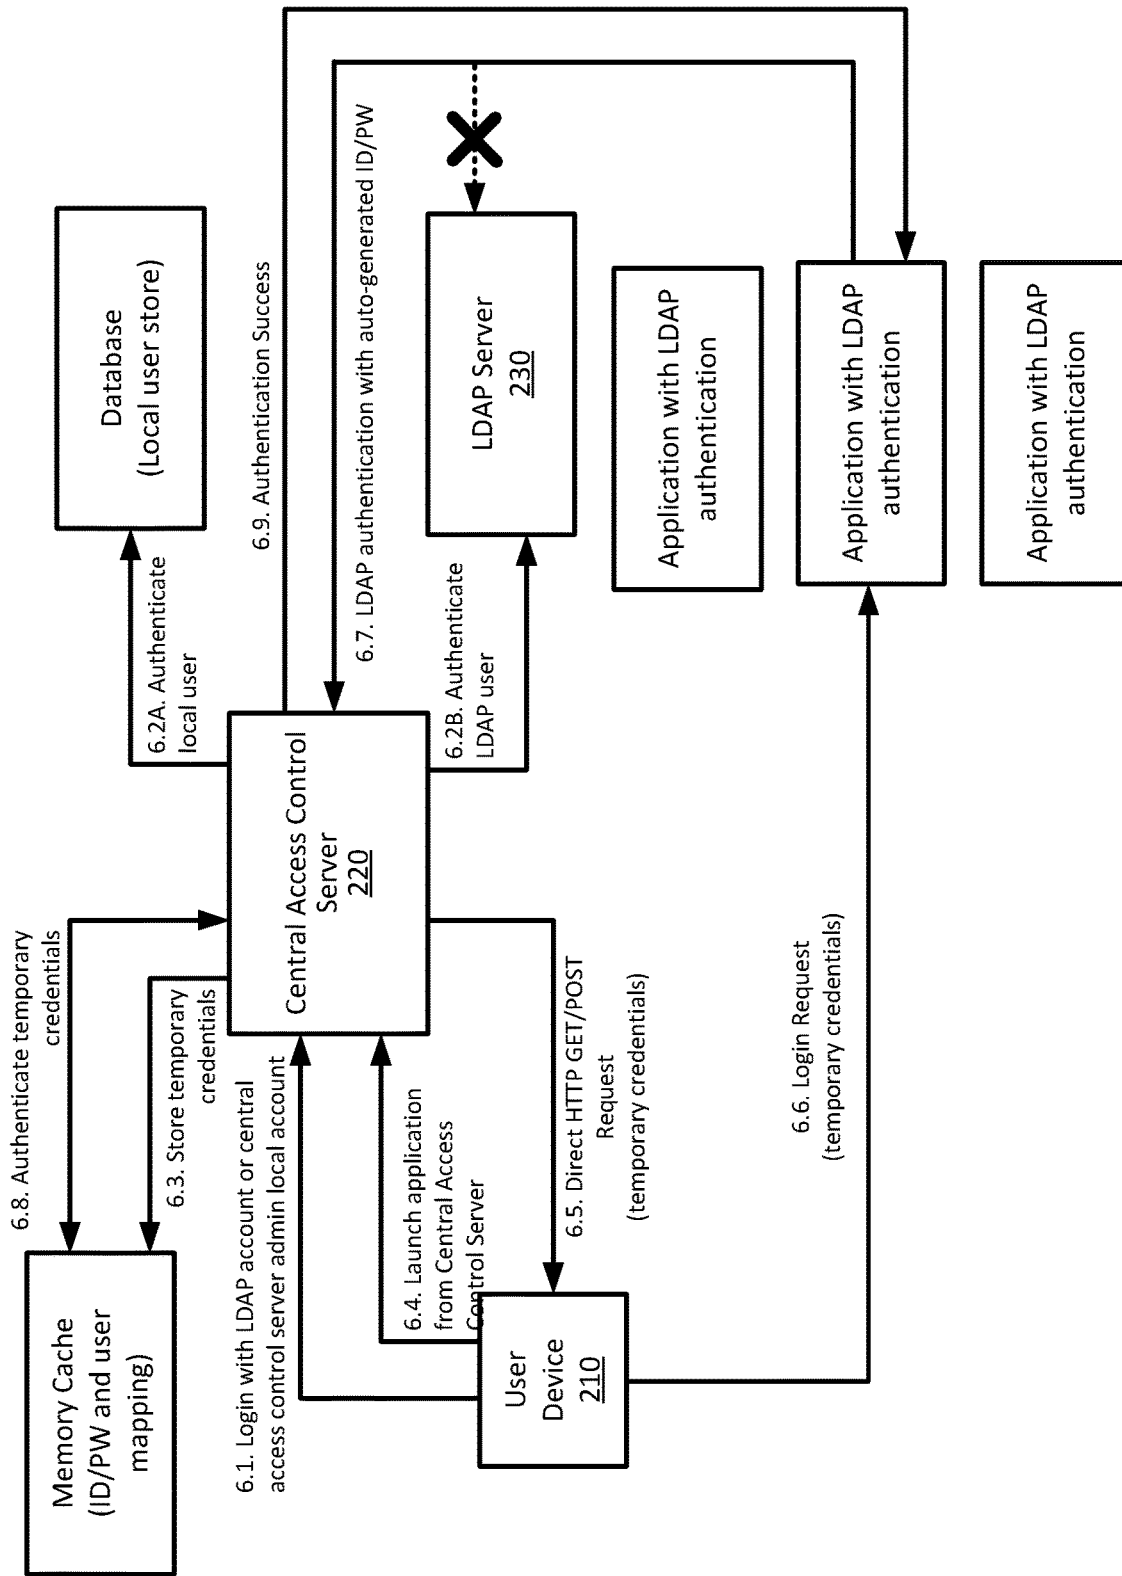 Memory Cache
(ID/PW and user
mapping)
6.8. Authenticate temporary
credentials
6.3. Store temporary
credentials
6.2A. Authenticate
local user
Database
(Local user store)
6.1. Login with LDAP account or central
access control server admin local account
Central Access Control
Server
220
6.9. Authentication Success
6.7. LDAP authentication with auto-generated ID/PW
6.4. Launch application
from Central Access
Control Server
6.2B. Authenticate
LDAP user
LDAP Server
230
User
Device
210
6.5. Direct HTTP GET/POST
Request
(temporary credentials)
Application with LDAP
authentication
6.6. Login Request
(temporary credentials)
Application with LDAP
authentication
Application with LDAP
authentication